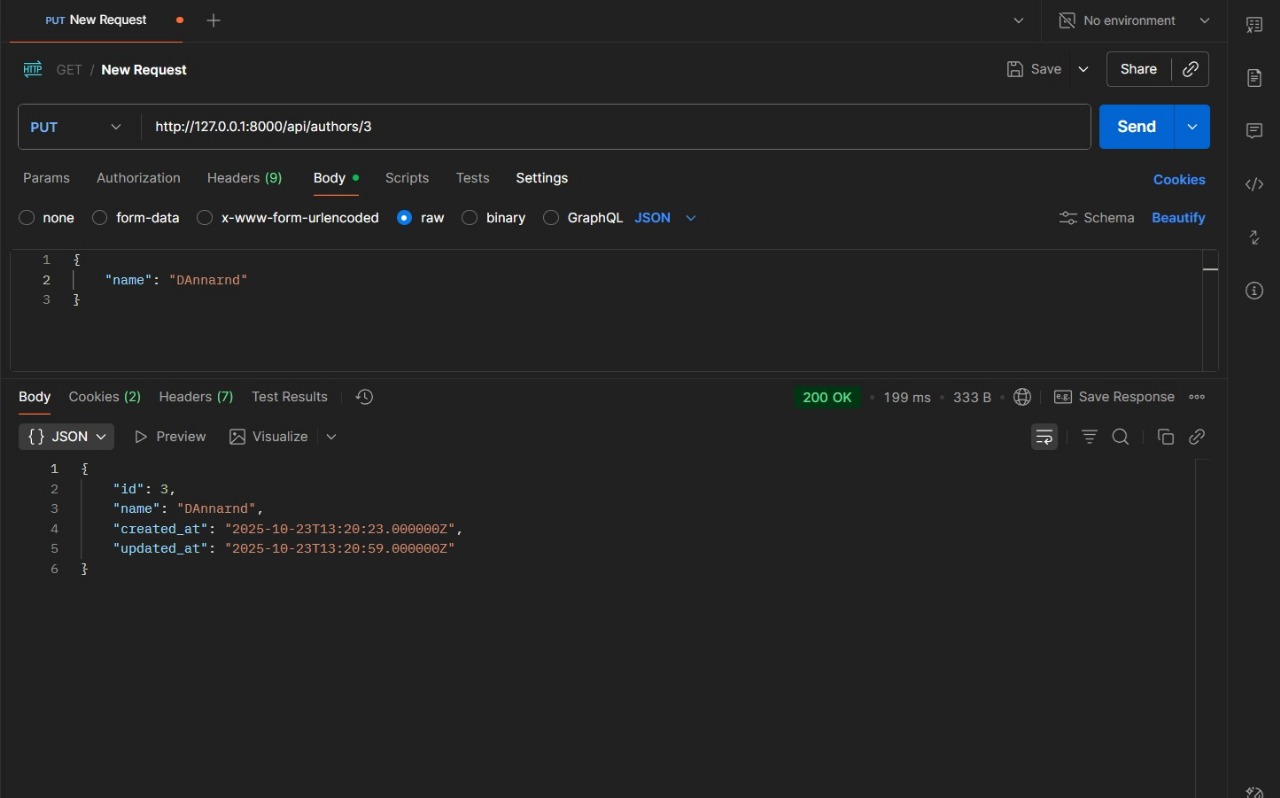 PUT New Request
No environment
HTTP GET / New Request
Save
Share
PUT
http://127.0.0.1:8000/api/authors/3
Send
Params Authorization Headers (9) Body Scripts Tests Settings
Cookies
none form-data x-www-form-urlencoded raw binary GraphQL JSON
Schema Beautify
1 {
2 "name": "DAnnarnd"
3 }
Body Cookies (2) Headers (7) Test Results
200 OK • 199 ms • 333 B
e.g. Save Response
{ } JSON Preview Visualize
1 {
2 "id": 3,
3 "name": "DAnnarnd",
4 "created_at": "2025-10-23T13:20:23.000000Z",
5 "updated_at": "2025-10-23T13:20:59.000000Z"
6 }